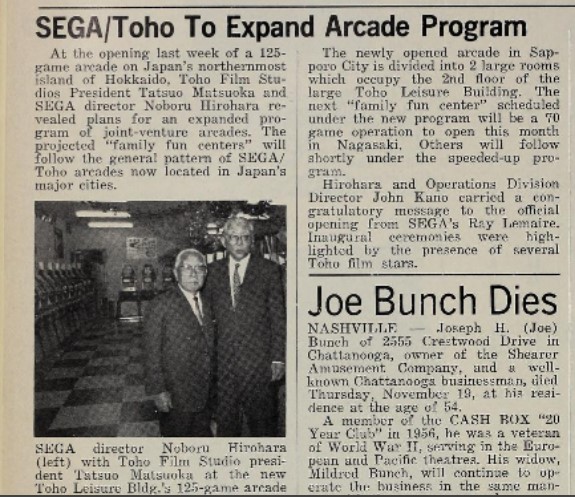 SEGA/Toho To Expand Arcade Program
At the opening last week of a 125-
game arcade on Japan's northernmost
island of Hokkaido, Toho Film Stu-
dios President Tatsuo Matsuoka and
SEGA director Noboru Hirohara re-
vealed plans for an expanded pro-
gram of joint-venture arcades. The
projected "family fun centers" will
follow the general pattern of SEGA/
Toho arcades now located in Japan's
major cities.
SEGA director Noboru Hirohara
(left) with Toho Film Studio presi-
dent Tatsuo Matsuoka at the new
Toho Leisure Bldg.'s 125-game arcade
The newly opened arcade in Sap-
poro City is divided into 2 large rooms
which occupy the 2nd floor of the
large Toho Leisure Building. The
next "family fun center" scheduled
under the new program will be a 70
game operation to open this month
in Nagasaki. Others will follow
shortly under the speeded-up pro-
gram.
Hirohara and Operations Division
Director John Kano carried a con-
gratulatory message to the official
opening from SEGA's Ray Lemaire.
Inaugural ceremonies were high-
lighted by the presence of several
Toho film stars.
Joe Bunch Dies
NASHVILLE — Joseph H. (Joe)
Bunch of 2555 Crestwood Drive in
Chattanooga, owner of the Shearer
Amusement Company, and a well-
known Chattanooga businessman, died
Thursday, November 19, at his resi-
dence at the age of 54.
A member of the CASH BOX "20
Year Club" in 1956, he was a veteran
of World War II, serving in the Euro-
pean and Pacific theatres. His widow,
Mildred Bunch, will continue to op-
erate the business in the same man-